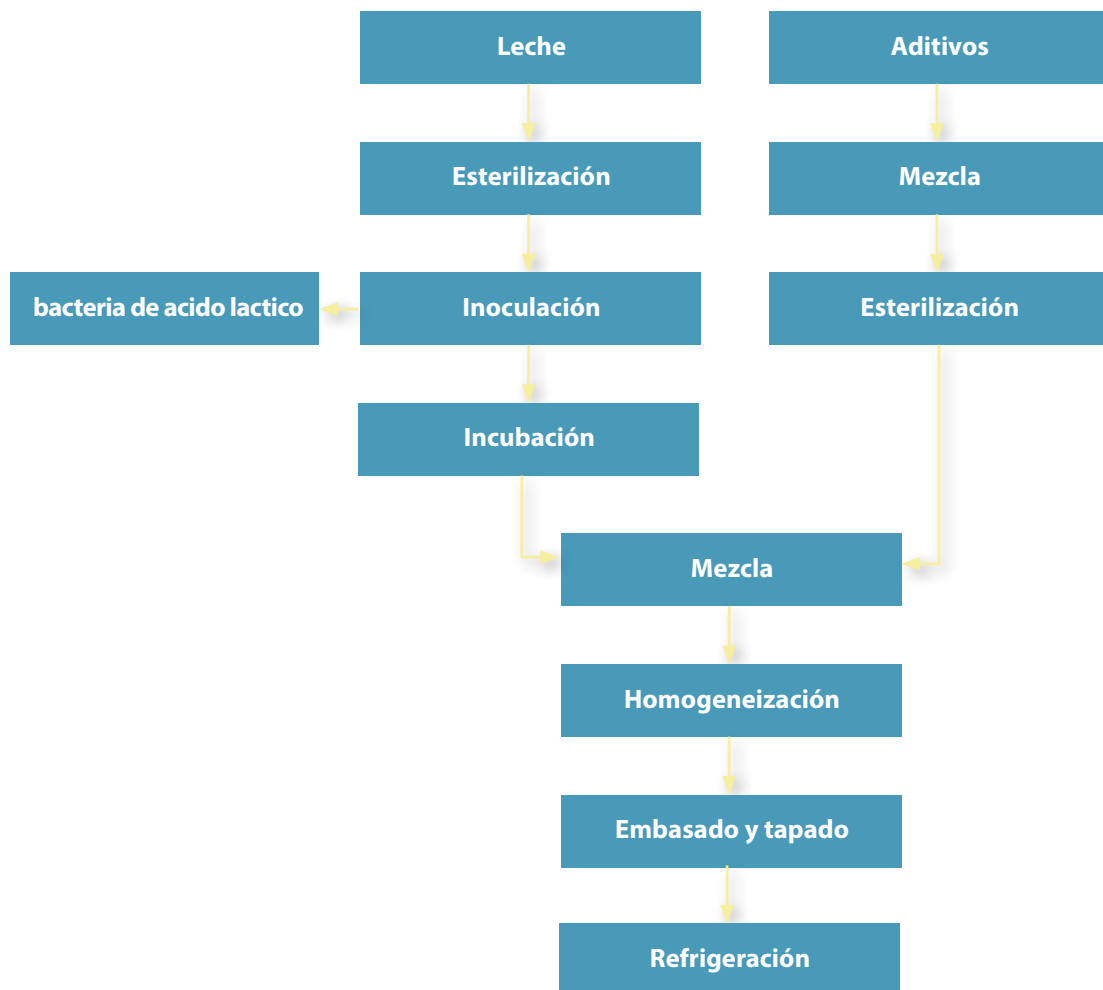 Leche
Aditivos
Esterilización
Mezcla
bacteria de acido lactico
Inoculación
Esterilización
Incubación
Mezcla
Homogeneización
Embasado y tapado
Refrigeración